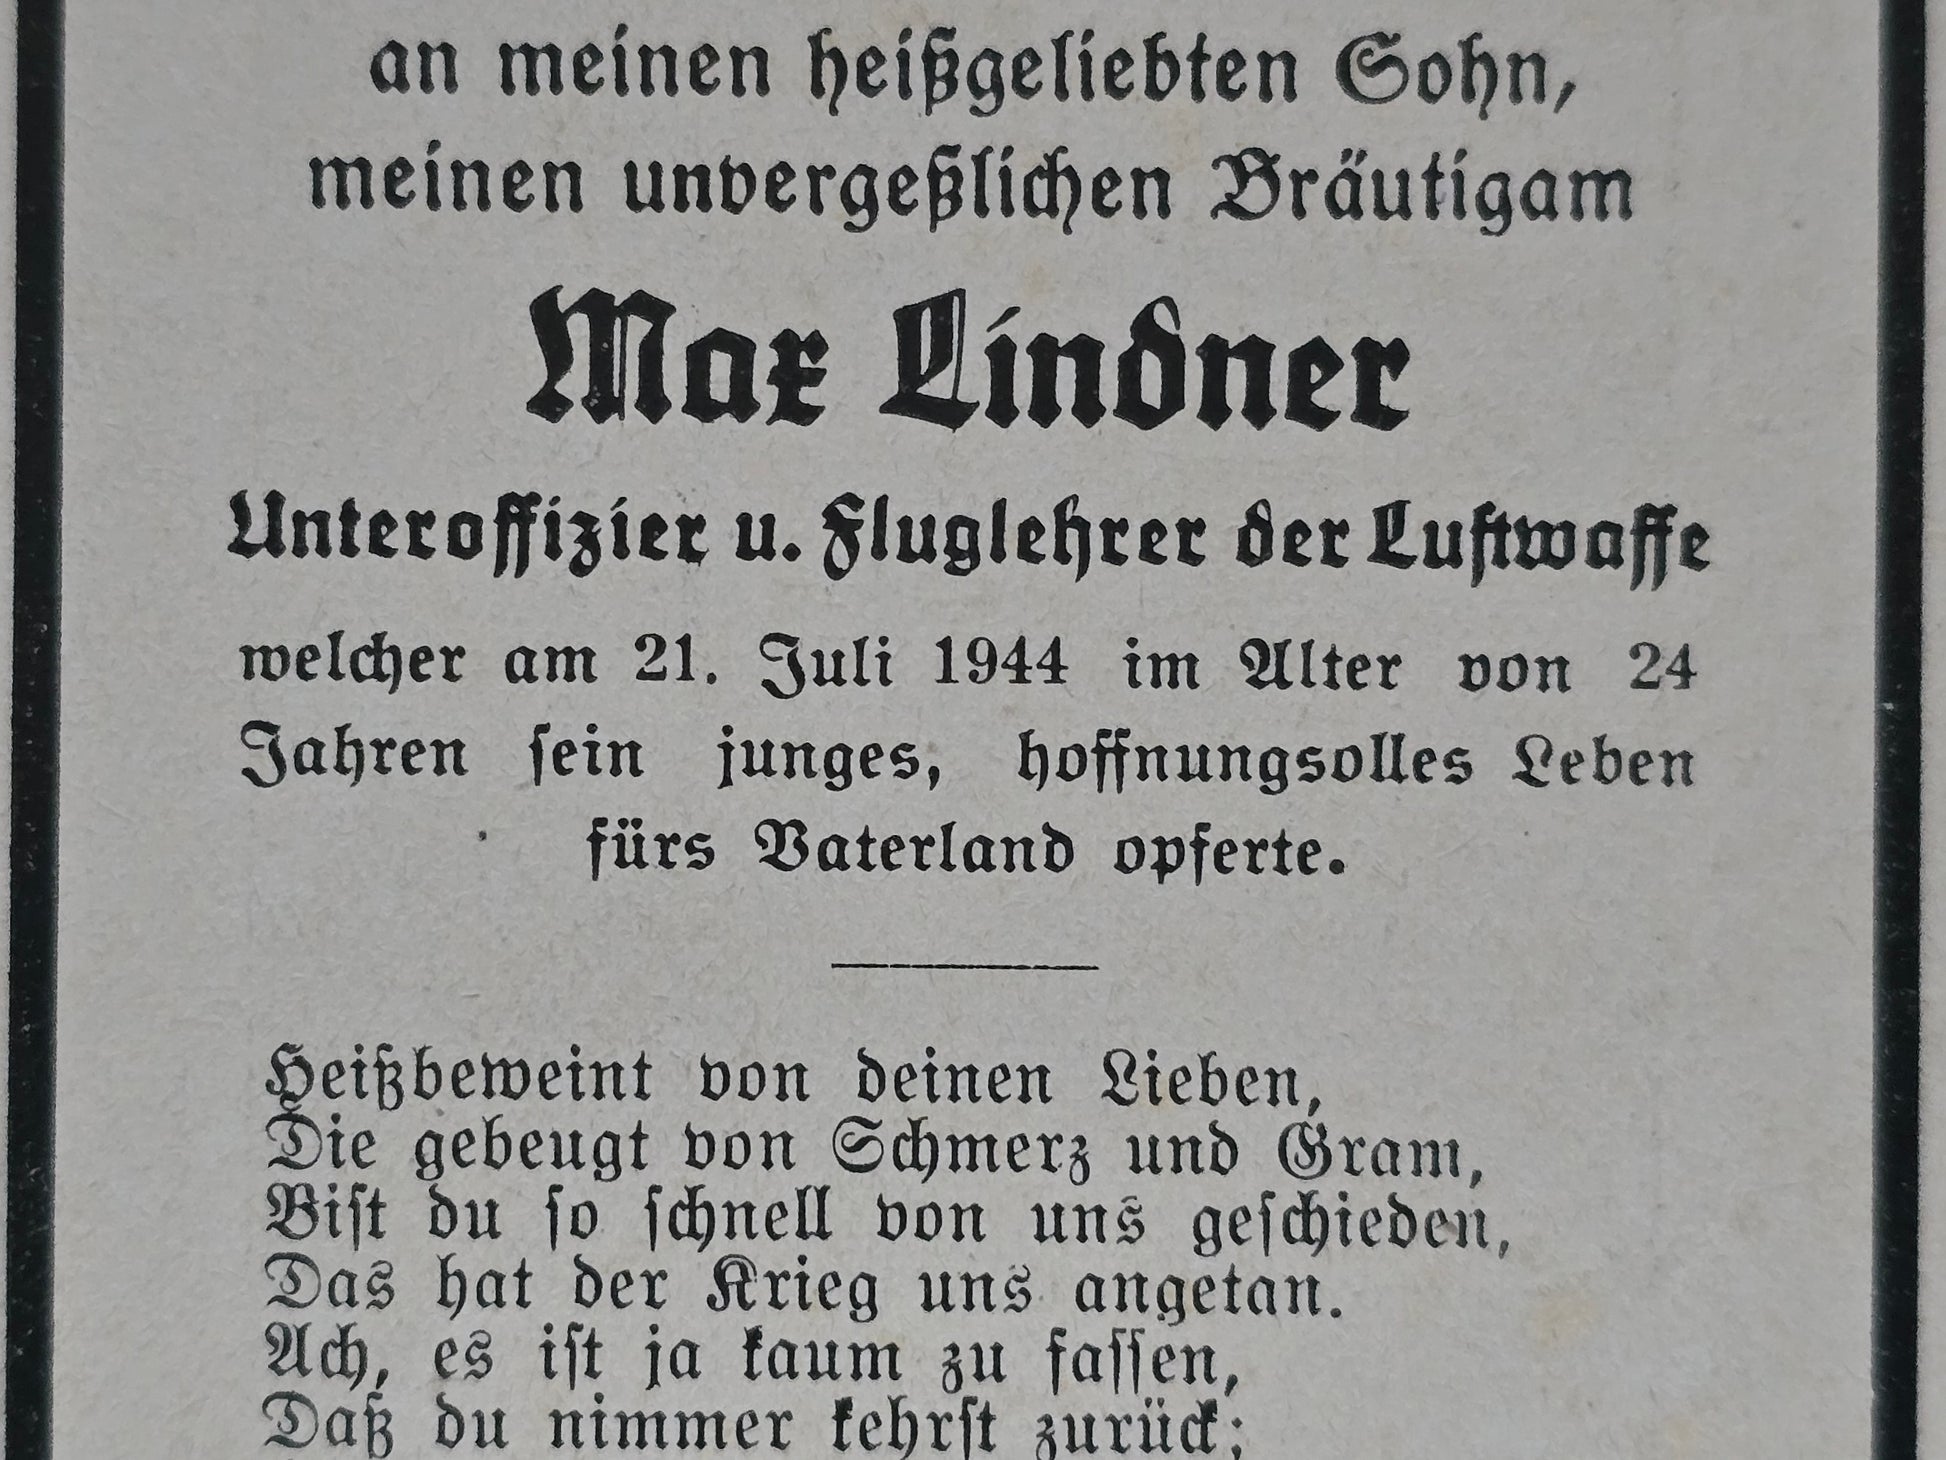 an meinen heißgeliebten Sohn,
meinen unvergeßlichen Bräutigam
Max Lindner
Unteroffizier u. Fluglehrer der Luftwaffe
welcher am 21. Juli 1944 im Alter von 24
Jahren sein junges, hoffnungsolles Leben
fürs Vaterland opferte.
Heißbeweint von deinen Lieben,
Die gebeugt von Schmerz und Gram,
Bist du so schnell von uns geschieden,
Das hat der Krieg uns angetan.
Ach, es ist ja kaum zu fassen,
Daß du nimmer kehrst zurück;